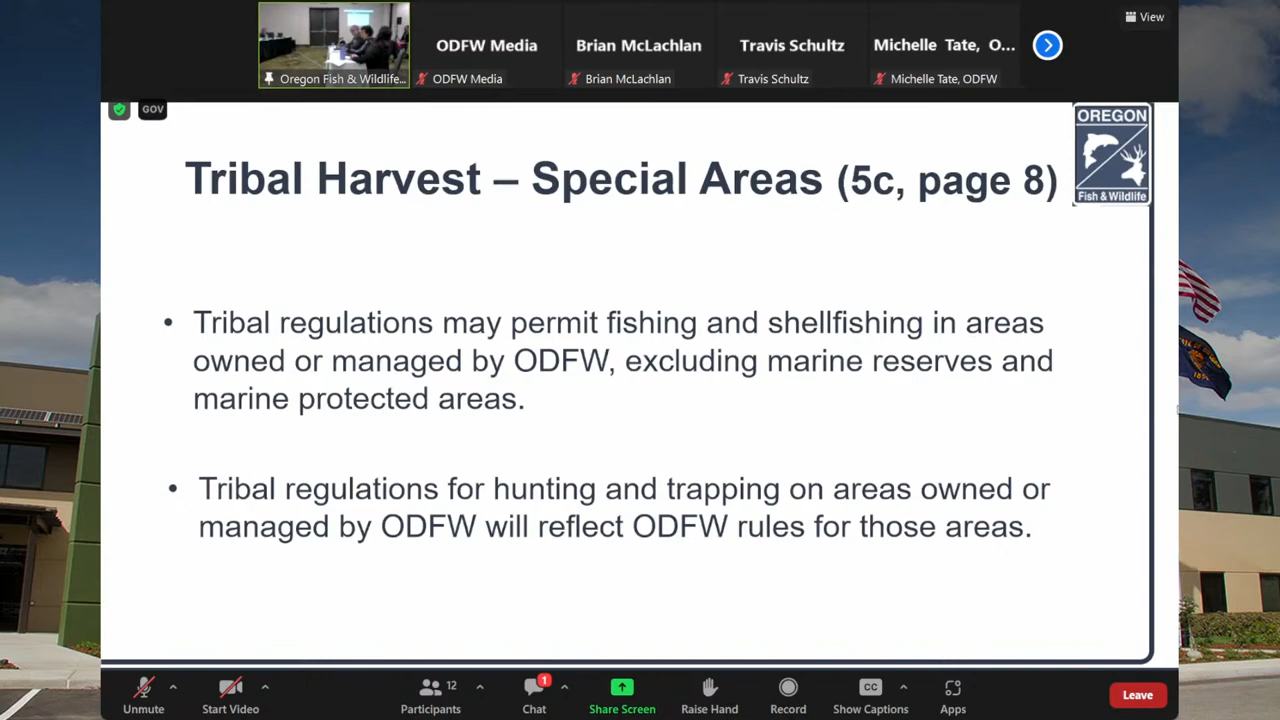 View
ODFW Media
Brian McLachlan
Travis Schultz
Michelle Tate, O...
Oregon Fish & Wildlife...
ODFW Media
Brian McLachlan
Travis Schultz
Michelle Tate, ODFW
GOV
OREGON
Fish & Wildlife
Tribal Harvest – Special Areas (5c, page 8)
• Tribal regulations may permit fishing and shellfishing in areas
owned or managed by ODFW, excluding marine reserves and
marine protected areas.
• Tribal regulations for hunting and trapping on areas owned or
managed by ODFW will reflect ODFW rules for those areas.
12
1
CC
Unmute
Start Video
Participants
Chat
Share Screen
Raise Hand
Record
Show Captions
Apps
Leave